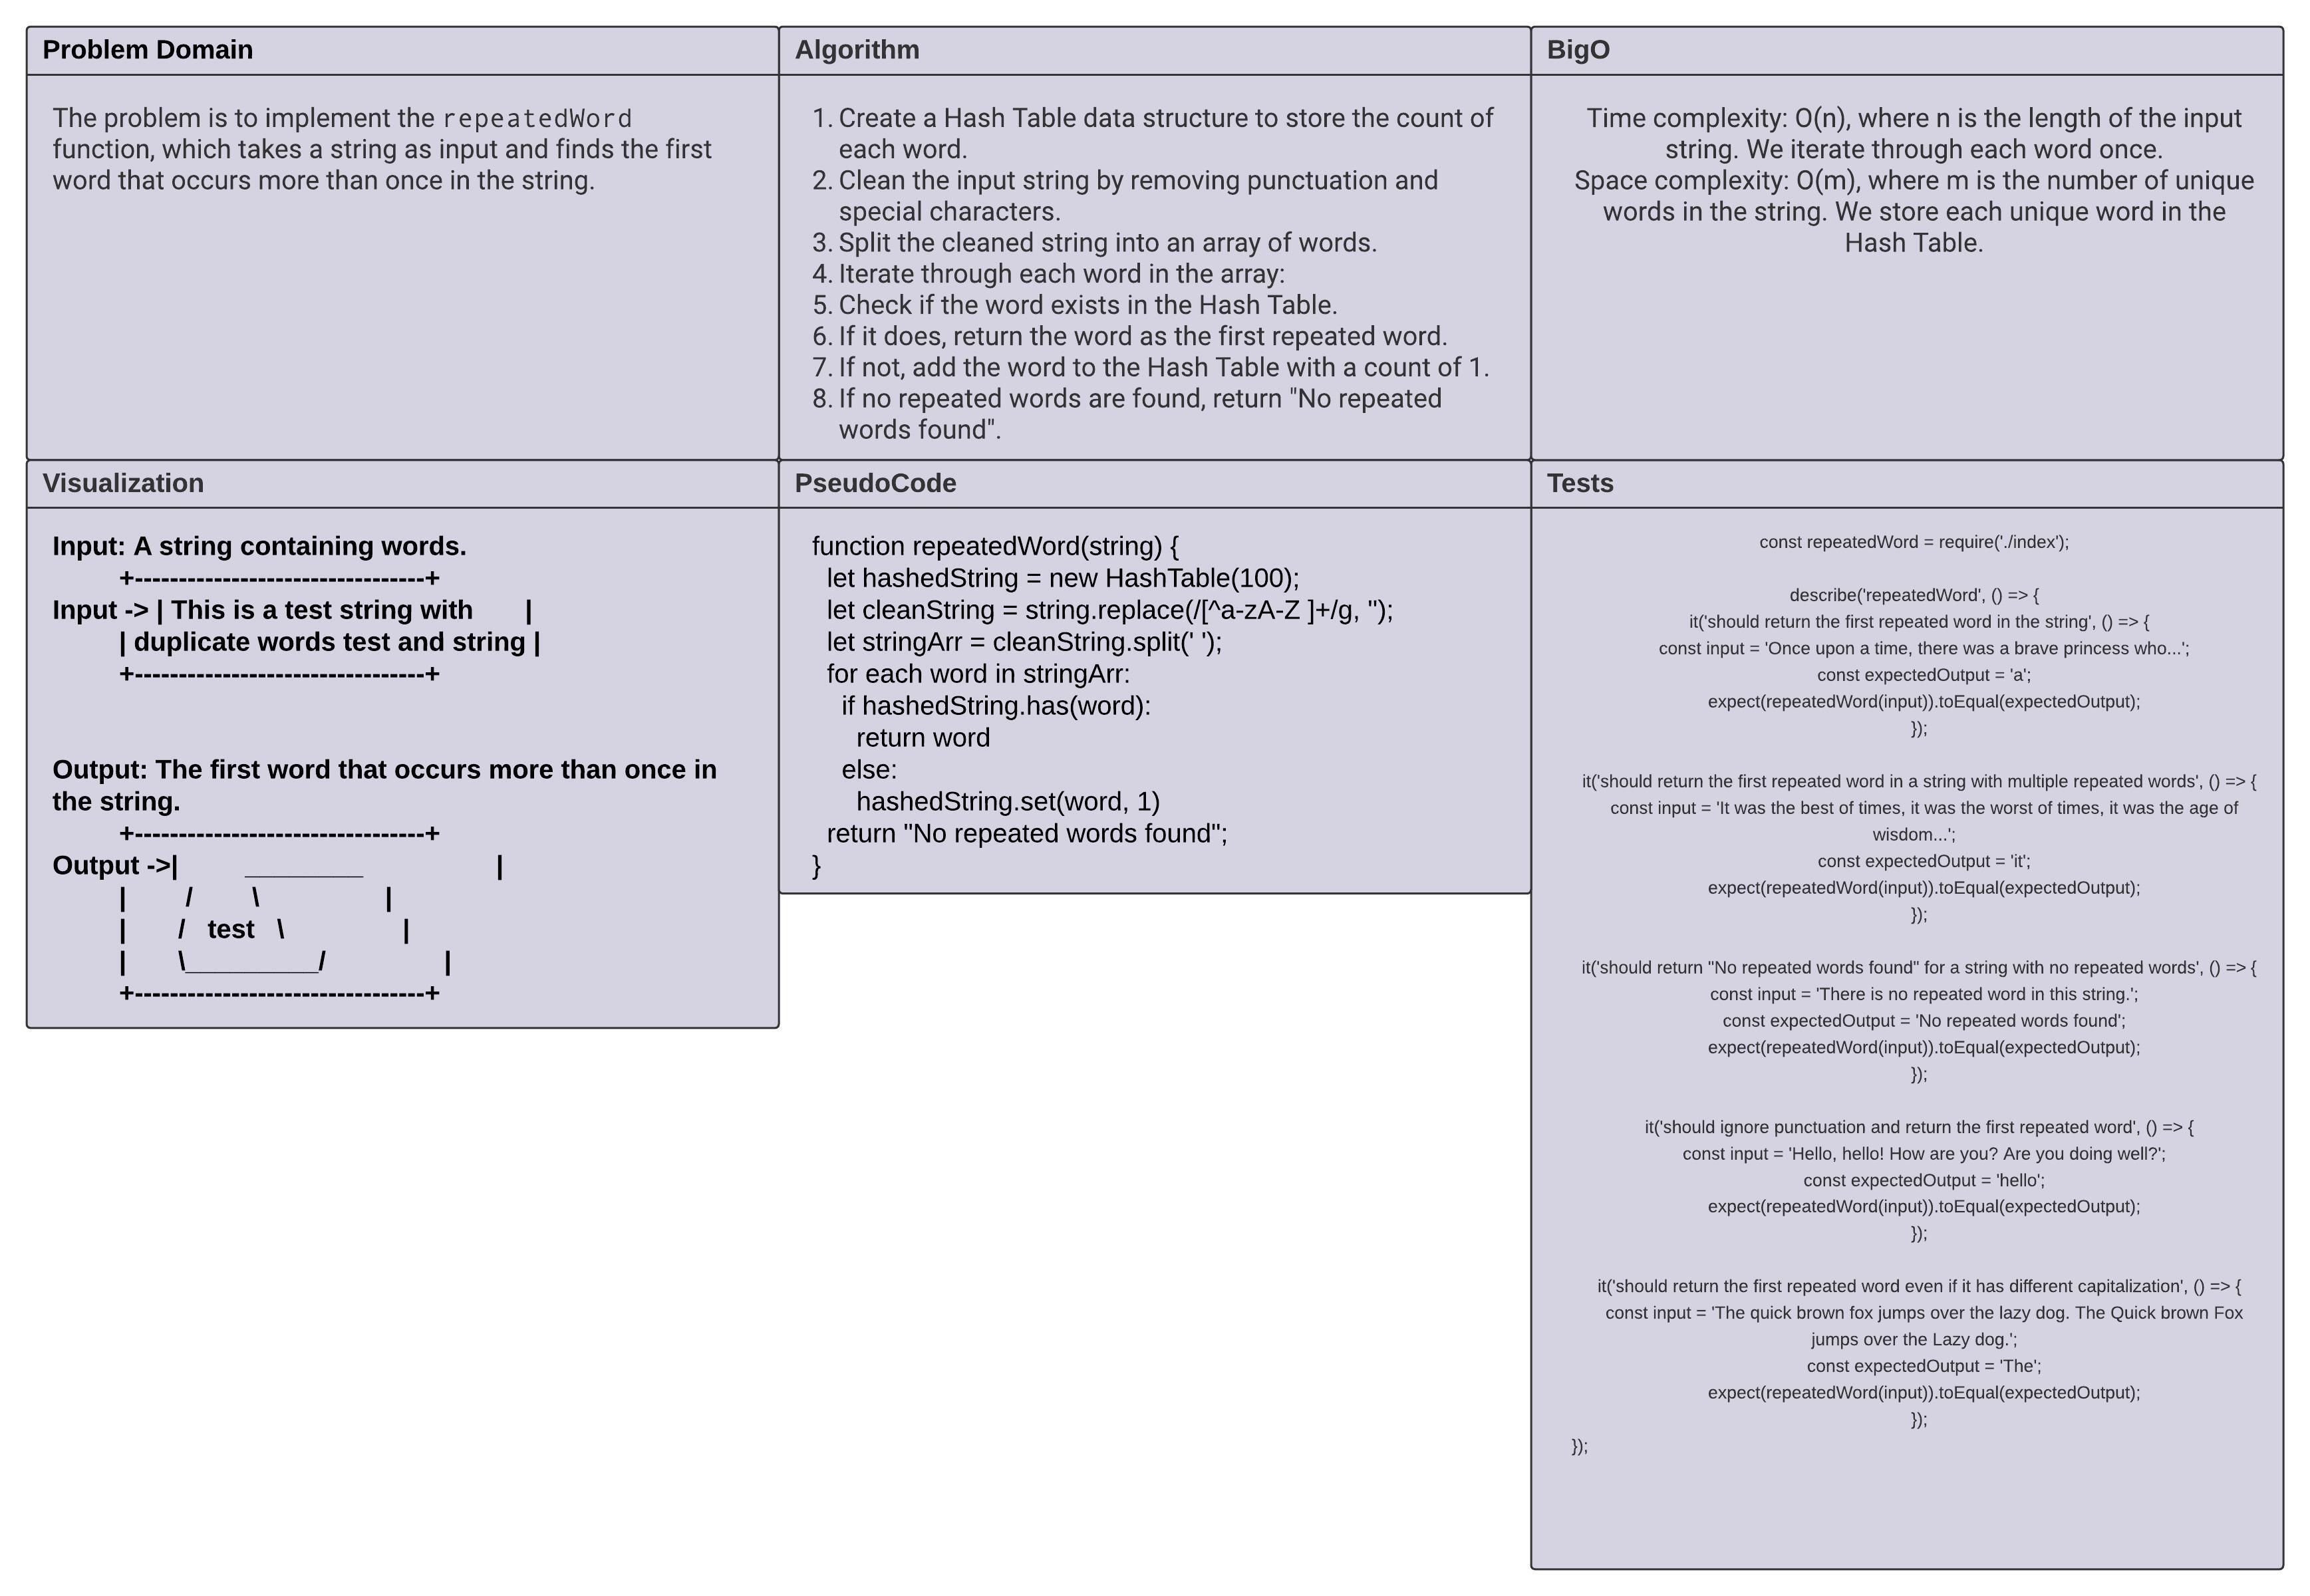 Problem Domain
The problem is to implement the repeatedWord
function, which takes a string as input and finds the first
word that occurs more than once in the string.
Algorithm
1. Create a Hash Table data structure to store the count of
each word.
2. Clean the input string by removing punctuation and
special characters.
3. Split the cleaned string into an array of words.
4. Iterate through each word in the array:
5. Check if the word exists in the Hash Table.
6. If it does, return the word as the first repeated word.
7. If not, add the word to the Hash Table with a count of 1.
8. If no repeated words are found, return "No repeated
words found".
BigO
Time complexity: O(n), where n is the length of the input
string. We iterate through each word once.
Space complexity: O(m), where m is the number of unique
words in the string. We store each unique word in the
Hash Table.
Visualization
Input: A string containing words.
+---------------------------------+
Input -> | This is a test string with |
| duplicate words test and string |
+---------------------------------+
Output: The first word that occurs more than once in
the string.
+---------------------------------+
Output ->| ________ |
| / \ |
| / test \ |
| \_________/ |
+---------------------------------+
PseudoCode
function repeatedWord(string) {
let hashedString = new HashTable(100);
let cleanString = string.replace(/[^a-zA-Z ]+/g, '');
let stringArr = cleanString.split(' ');
for each word in stringArr:
if hashedString.has(word):
return word
else:
hashedString.set(word, 1)
return "No repeated words found";
}
Tests
const repeatedWord = require('./index');
describe('repeatedWord', () => {
it('should return the first repeated word in the string', () => {
const input = 'Once upon a time, there was a brave princess who...';
const expectedOutput = 'a';
expect(repeatedWord(input)).toEqual(expectedOutput);
});
it('should return the first repeated word in a string with multiple repeated words', () => {
const input = 'It was the best of times, it was the worst of times, it was the age of
wisdom...';
const expectedOutput = 'it';
expect(repeatedWord(input)).toEqual(expectedOutput);
});
it('should return "No repeated words found" for a string with no repeated words', () => {
const input = 'There is no repeated word in this string.';
const expectedOutput = 'No repeated words found';
expect(repeatedWord(input)).toEqual(expectedOutput);
});
it('should ignore punctuation and return the first repeated word', () => {
const input = 'Hello, hello! How are you? Are you doing well?';
const expectedOutput = 'hello';
expect(repeatedWord(input)).toEqual(expectedOutput);
});
it('should return the first repeated word even if it has different capitalization', () => {
const input = 'The quick brown fox jumps over the lazy dog. The Quick brown Fox
jumps over the Lazy dog.';
const expectedOutput = 'The';
expect(repeatedWord(input)).toEqual(expectedOutput);
});
});